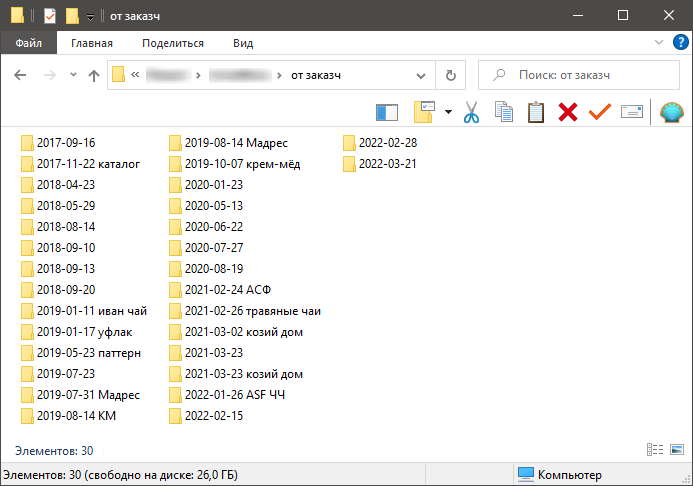 от заказч
Файл
Главная
Поделиться
Вид
от заказч
Поиск: от заказч
2017-09-16
2017-11-22 каталог
2018-04-23
2018-05-29
2018-08-14
2018-09-10
2018-09-13
2018-09-20
2019-01-11 иван чай
2019-01-17 уфлак
2019-05-23 паттерн
2019-07-23
2019-07-31 Мадрес
2019-08-14 КМ
2019-08-14 Мадрес
2019-10-07 крем-мёд
2020-01-23
2020-05-13
2020-06-22
2020-07-27
2020-08-19
2021-02-24 АСФ
2021-02-26 травяные чаи
2021-03-02 козий дом
2021-03-23
2021-03-23 козий дом
2022-01-26 ASF ЧЧ
2022-02-15
2022-02-28
2022-03-21
Элементов: 30
Элементов: 30 (свободно на диске: 26,0 ГБ)
Компьютер